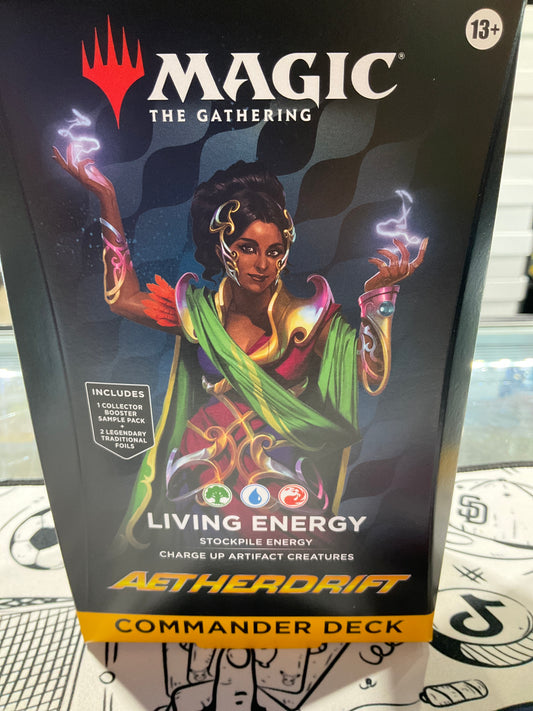 13+
MAGIC®
THE GATHERING
INCLUDES
1 COLLECTOR
BOOSTER
SAMPLE PACK
+
2 LEGENDARY
TRADITIONAL
FOILS
LIVING ENERGY
STOCKPILE ENERGY
CHARGE UP ARTIFACT CREATURES
AETHERDRIFT
COMMANDER DECK
SD